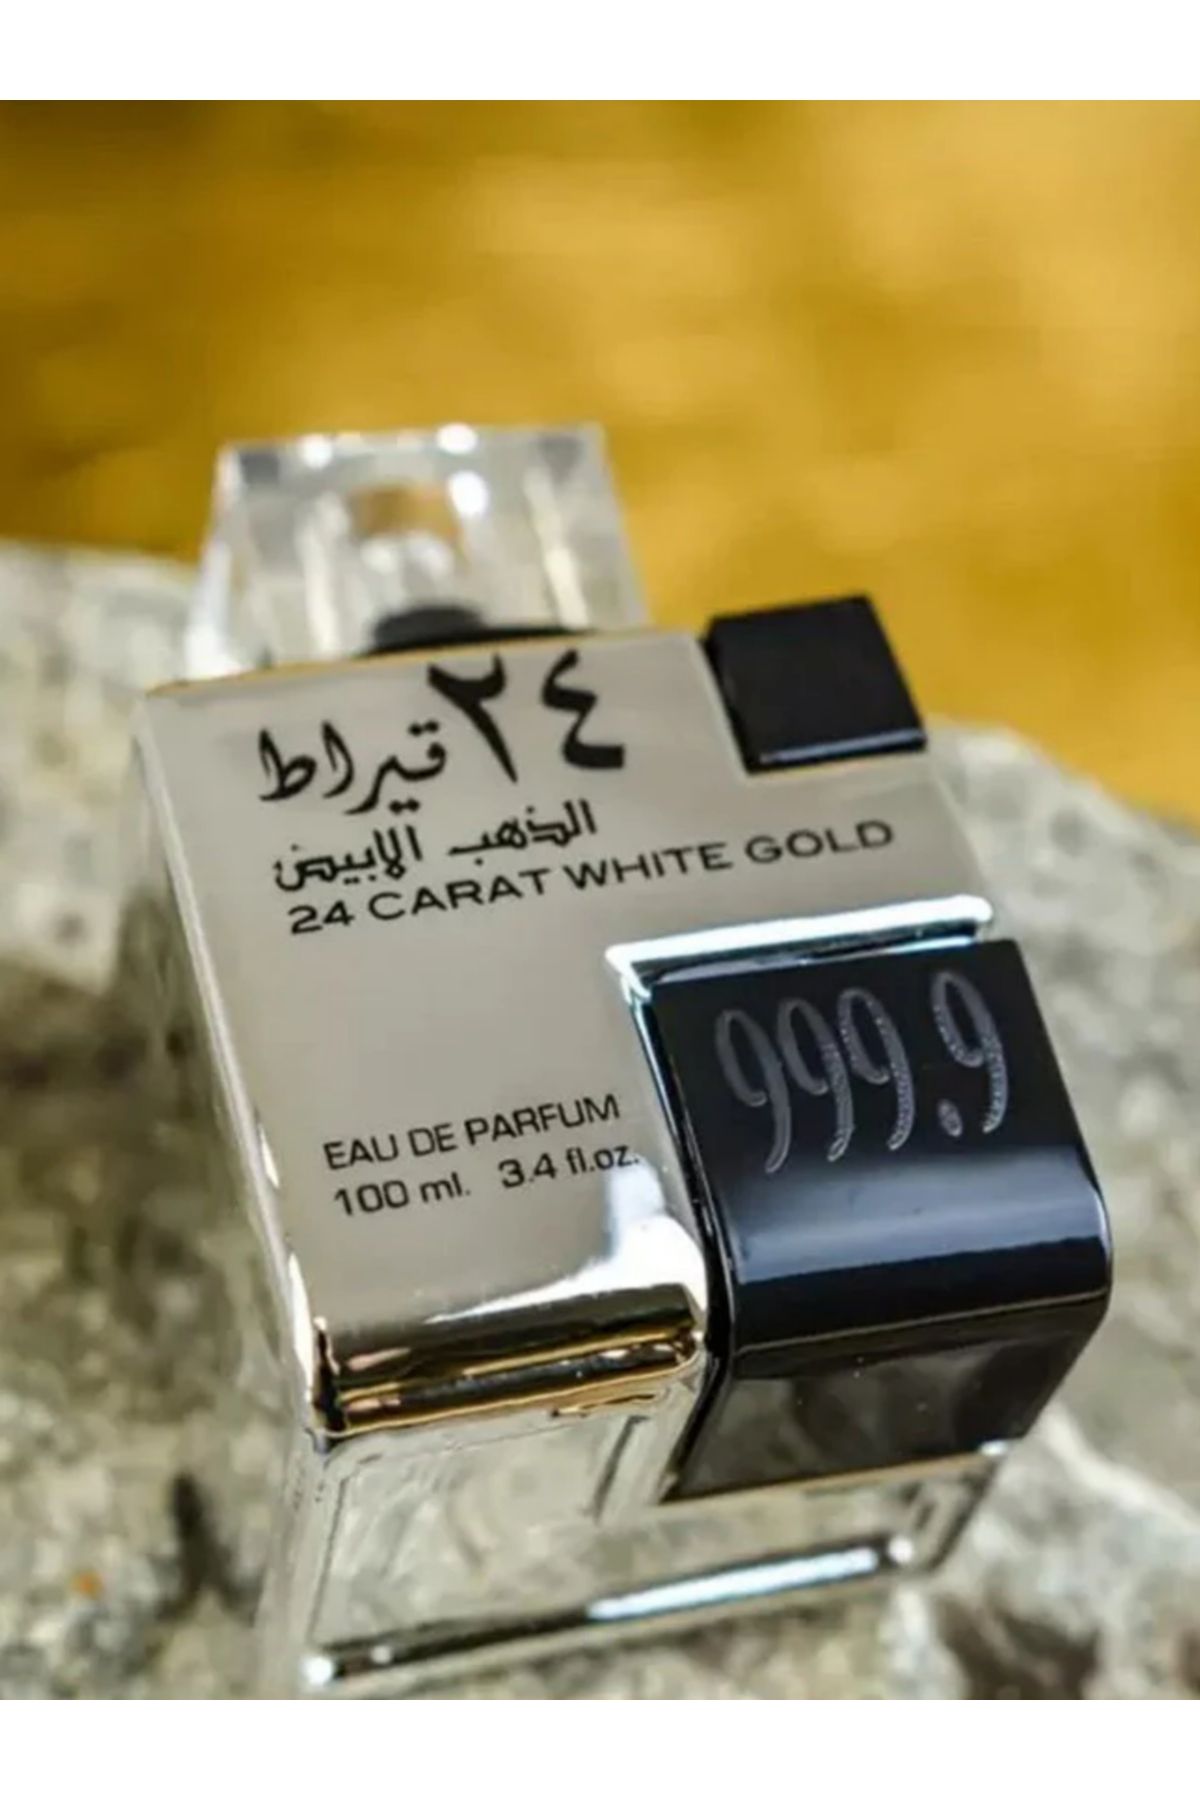 ٢٤ قيراط
الذهب الابيض
24 CARAT WHITE GOLD
999.9
EAU DE PARFUM
100 ml. 3.4 fl.oz.